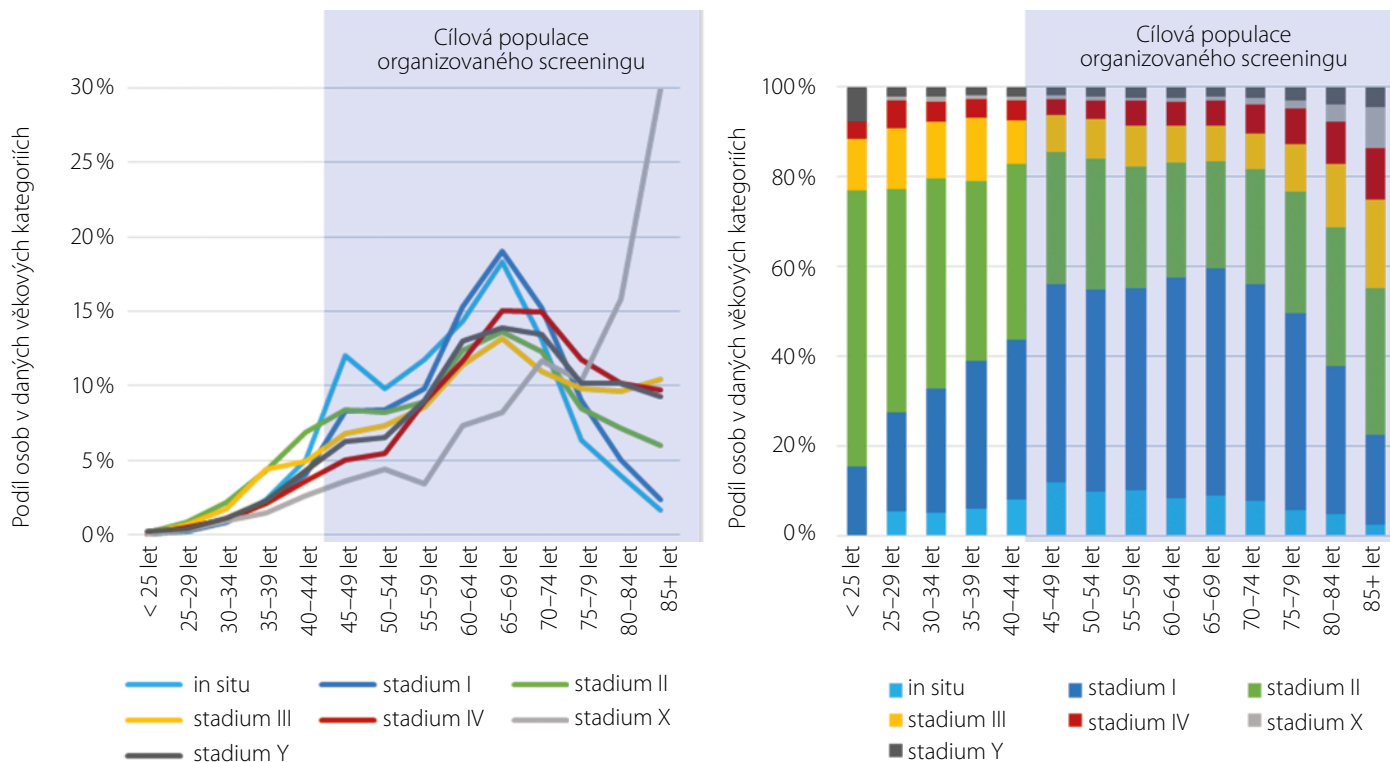 Cílová populace
organizovaného screeningu
Podíl osob v daných věkových kategoriích
30 %
25 %
20 %
15 %
10 %
5 %
0 %
< 25 let
25–29 let
30–34 let
35–39 let
40–44 let
45–49 let
50–54 let
55–59 let
60–64 let
65–69 let
70–74 let
75–79 let
80–84 let
85+ let
in situ
stadium I
stadium II
stadium III
stadium IV
stadium X
stadium Y
Cílová populace
organizovaného screeningu
Podíl osob v daných věkových kategoriích
100 %
80 %
60 %
40 %
20 %
0 %
< 25 let
25–29 let
30–34 let
35–39 let
40–44 let
45–49 let
50–54 let
55–59 let
60–64 let
65–69 let
70–74 let
75–79 let
80–84 let
85+ let
in situ
stadium I
stadium II
stadium III
stadium IV
stadium X
stadium Y